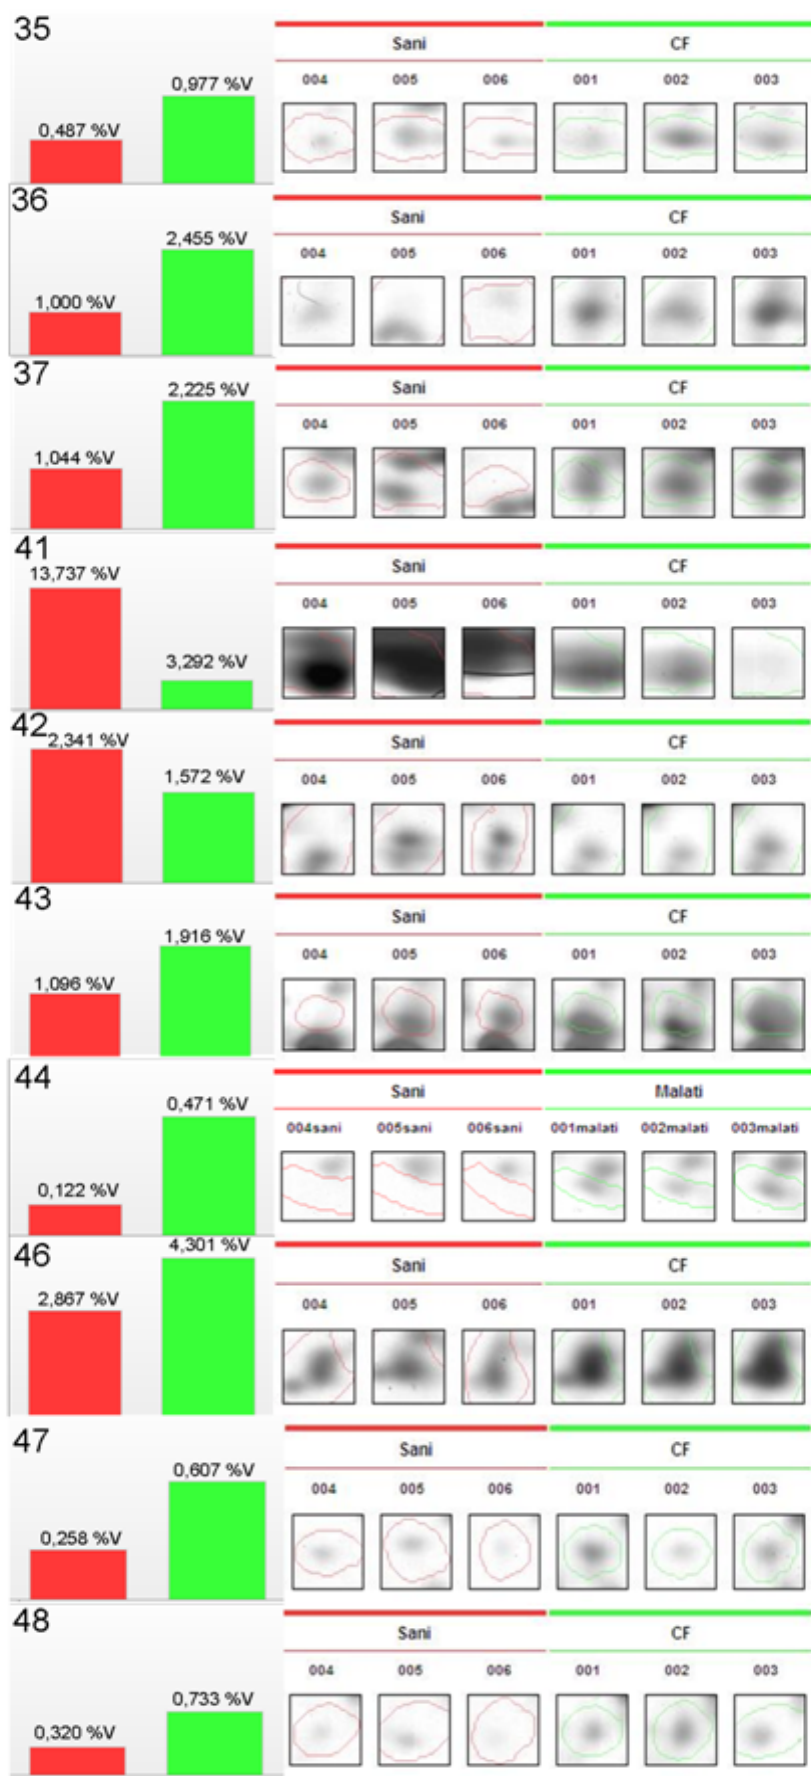 35
Sani CF
004 005 006 001 002 003
0,977 %V
0,487 %V
36
Sani CF
004 005 006 001 002 003
2,455 %V
1,000 %V
37
Sani CF
004 005 006 001 002 003
2,225 %V
1,044 %V
41
Sani CF
13,737 %V
004 005 006 001 002 003
3,292 %V
42
Sani CF
2,341 %V
004 005 006 001 002 003
1,572 %V
43
Sani CF
004 005 006 001 002 003
1,916 %V
1,096 %V
44
Sani Malati
004sani 005sani 006sani 001malati 002malati 003malati
0,471 %V
0,122 %V
46
4,301 %V
Sani CF
2,867 %V
004 005 006 001 002 003
47
Sani CF
0,607 %V
004 005 006 001 002 003
0,258 %V
48
Sani CF
004 005 006 001 002 003
0,733 %V
0,320 %V